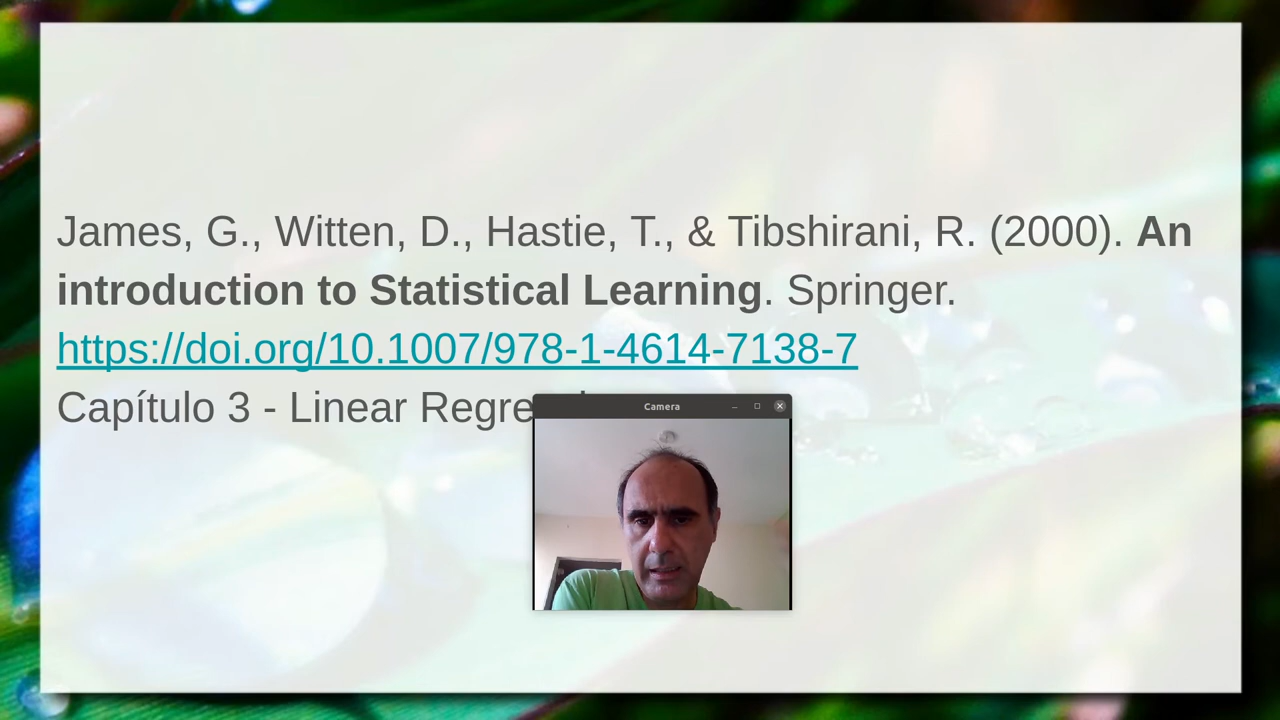 James, G., Witten, D., Hastie, T., & Tibshirani, R. (2000). An
introduction to Statistical Learning. Springer.
https://doi.org/10.1007/978-1-4614-7138-7
Capítulo 3 - Linear
Camera